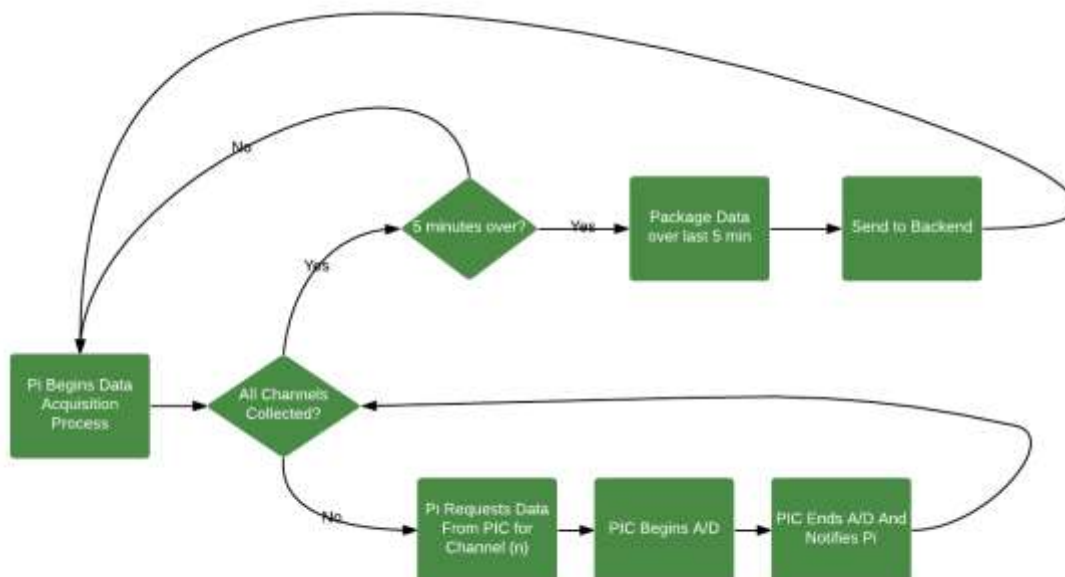 No
5 minutes over?
Yes
Package Data
over last 5 min
Send to Backend
Yes
Pi Begins Data
Acquisition
Process
All Channels
Collected?
No
Pi Requests Data
From PIC for
Channel (n)
PIC Begins A/D
PIC Ends A/D And
Notifies Pi